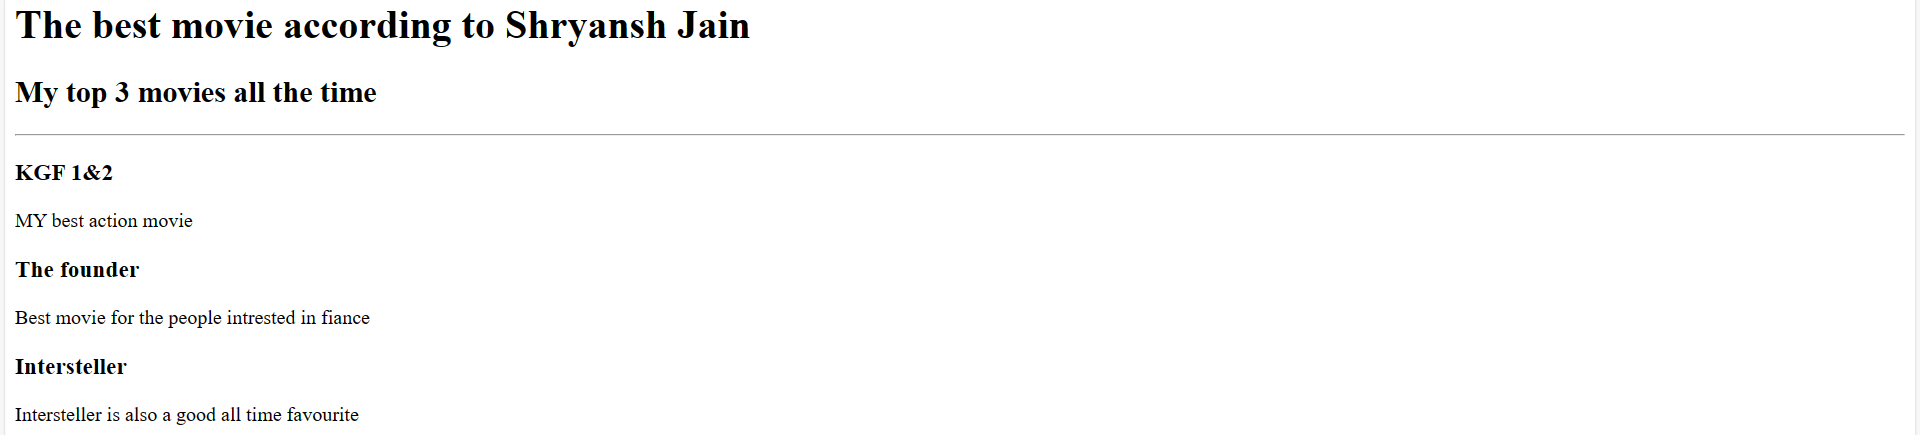 The best movie according to Shryansh Jain
My top 3 movies all the time
KGF 1&2
MY best action movie
The founder
Best movie for the people intrested in fiance
Intersteller
Intersteller is also a good all time favourite